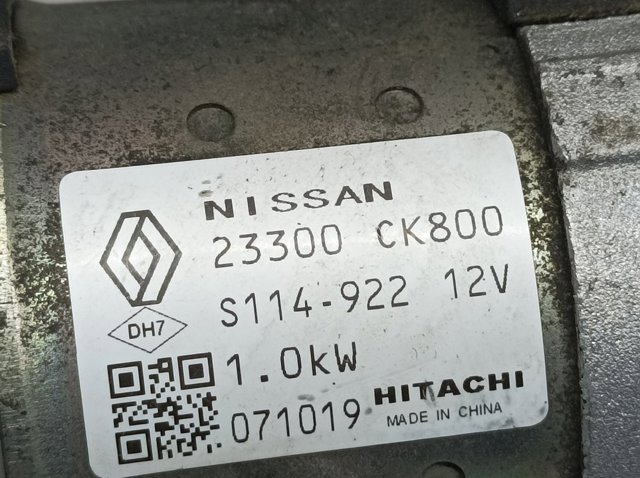 NISSAN
23300 CK800
S114-922 12V
DH7
1.0kW
071019 HITACHI
MADE IN CHINA